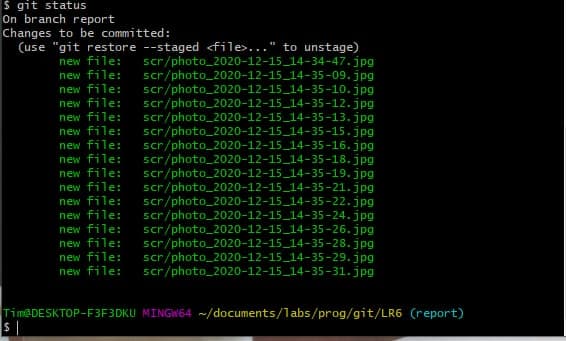 $ git status
On branch report
Changes to be committed:
  (use "git restore --staged <file>..." to unstage)
        new file:   scr/photo_2020-12-15_14-34-47.jpg
        new file:   scr/photo_2020-12-15_14-35-09.jpg
        new file:   scr/photo_2020-12-15_14-35-10.jpg
        new file:   scr/photo_2020-12-15_14-35-12.jpg
        new file:   scr/photo_2020-12-15_14-35-13.jpg
        new file:   scr/photo_2020-12-15_14-35-15.jpg
        new file:   scr/photo_2020-12-15_14-35-16.jpg
        new file:   scr/photo_2020-12-15_14-35-18.jpg
        new file:   scr/photo_2020-12-15_14-35-19.jpg
        new file:   scr/photo_2020-12-15_14-35-21.jpg
        new file:   scr/photo_2020-12-15_14-35-22.jpg
        new file:   scr/photo_2020-12-15_14-35-24.jpg
        new file:   scr/photo_2020-12-15_14-35-26.jpg
        new file:   scr/photo_2020-12-15_14-35-28.jpg
        new file:   scr/photo_2020-12-15_14-35-29.jpg
        new file:   scr/photo_2020-12-15_14-35-31.jpg
Tim@DESKTOP-F3F3DKU MINGW64 ~/documents/labs/prog/git/LR6 (report)
$